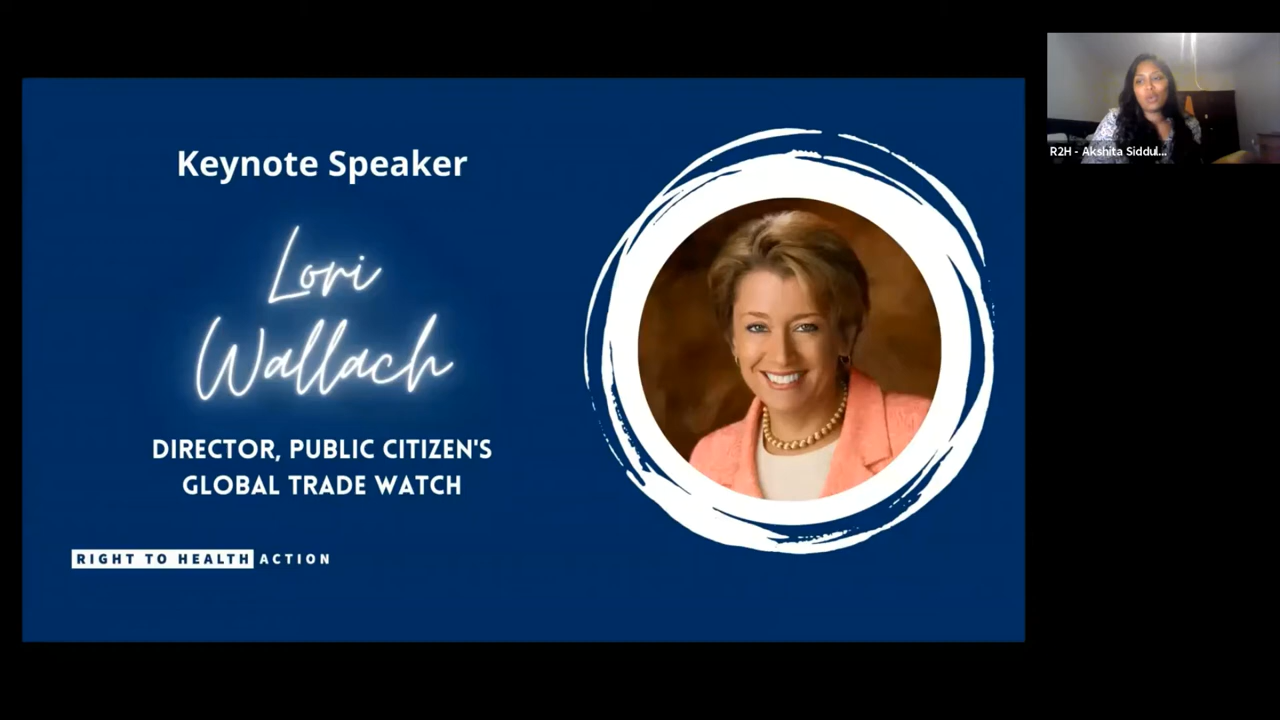 Keynote Speaker
Lori
Wallach
DIRECTOR, PUBLIC CITIZEN'S
GLOBAL TRADE WATCH
RIGHT TO HEALTH ACTION
R2H - Akshita Siddul...